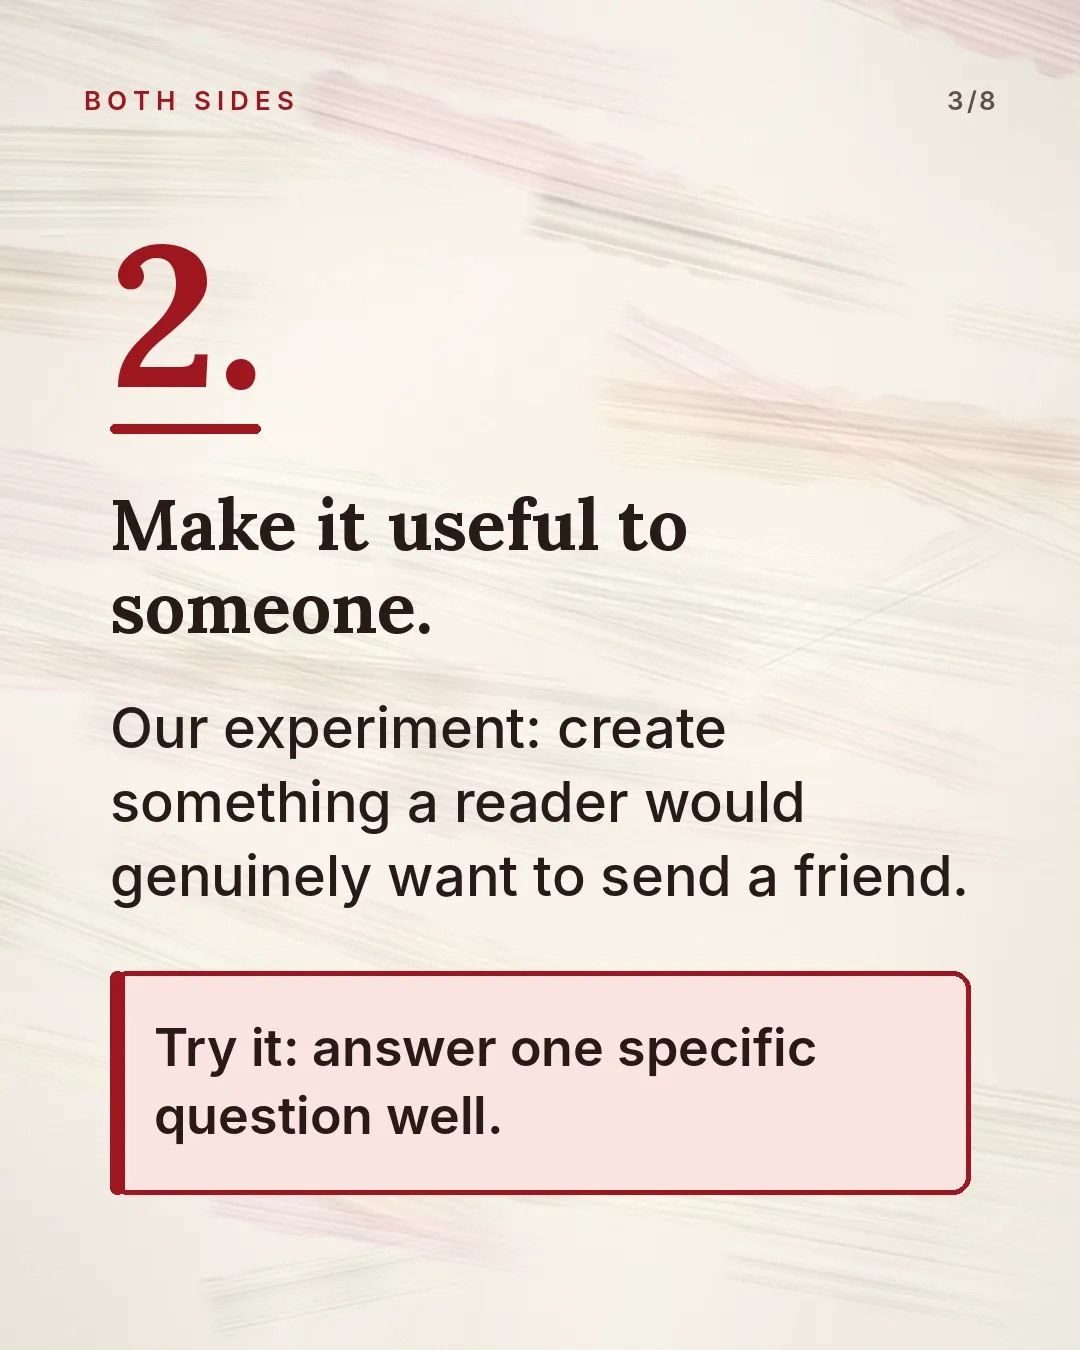 BOTH SIDES
3/8
2.
Make it useful to
someone.
Our experiment: create
something a reader would
genuinely want to send a friend.
Try it: answer one specific
question well.